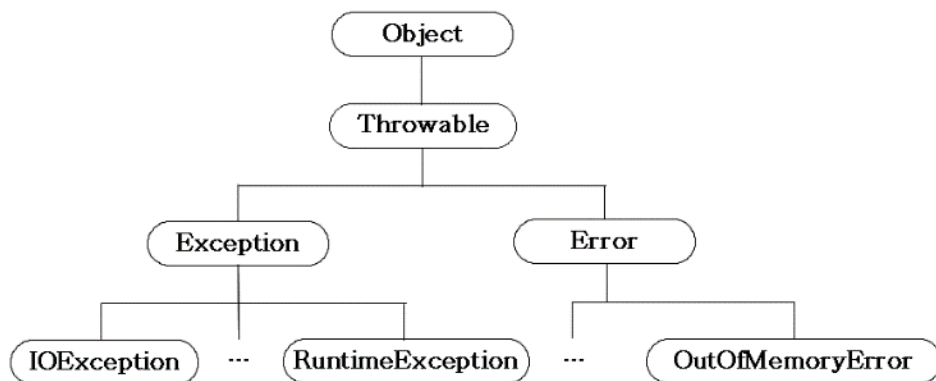 Object
Throwable
Exception
Error
IOException ... RuntimeException ... OutOfMemoryError